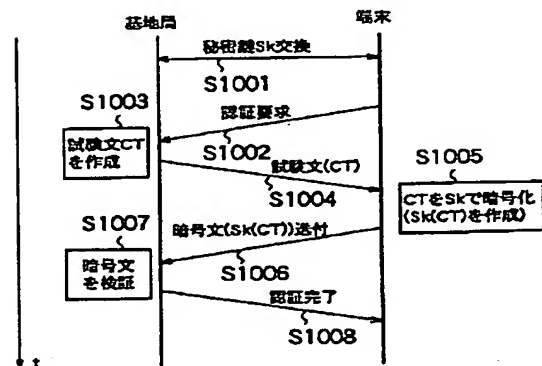 基地局
端末
秘密鍵Sk交換
S1001
認証要求
S1002
S1003
試験文CT
を作成
試験文(CT)
S1004
S1005
CTをSkで暗号化
(Sk(CT)を作成)
暗号文(Sk(CT))送付
S1006
S1007
暗号文
を検証
認証完了
S1008
t